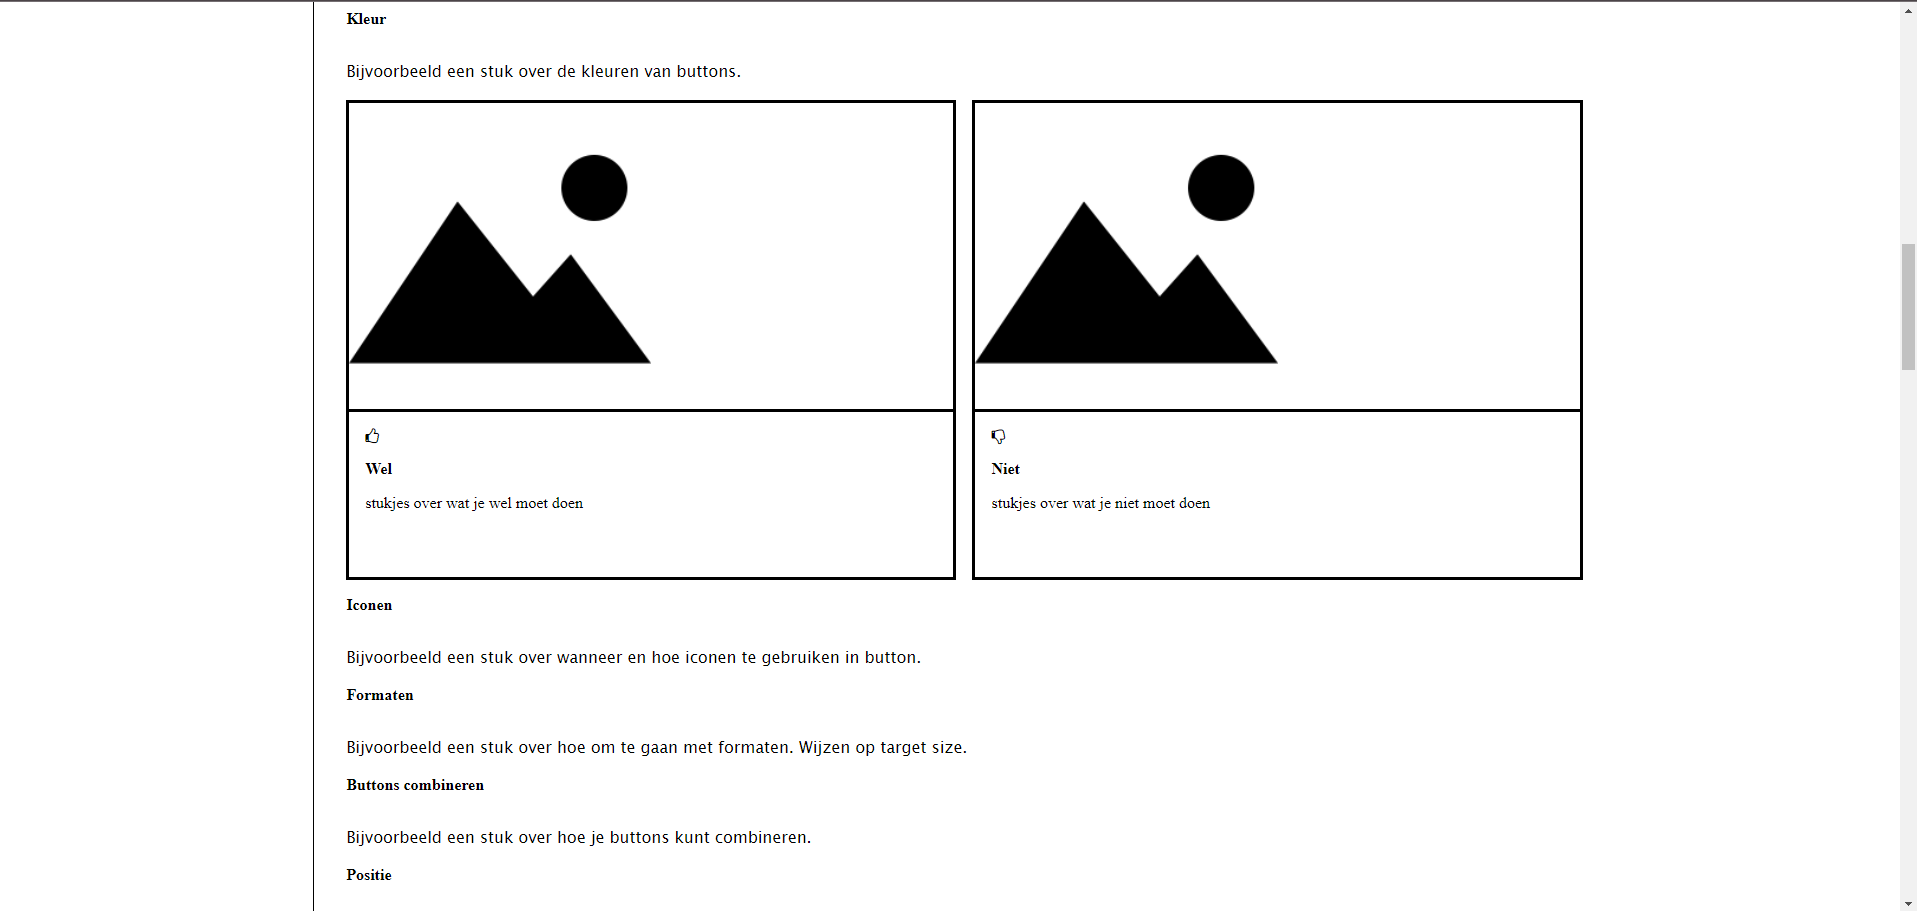 Kleur
Bijvoorbeeld een stuk over de kleuren van buttons.
Wel
stukjes over wat je wel moet doen
Niet
stukjes over wat je niet moet doen
Iconen
Bijvoorbeeld een stuk over wanneer en hoe iconen te gebruiken in button.
Formaten
Bijvoorbeeld een stuk over hoe om te gaan met formaten. Wijzen op target size.
Buttons combineren
Bijvoorbeeld een stuk over hoe je buttons kunt combineren.
Positie